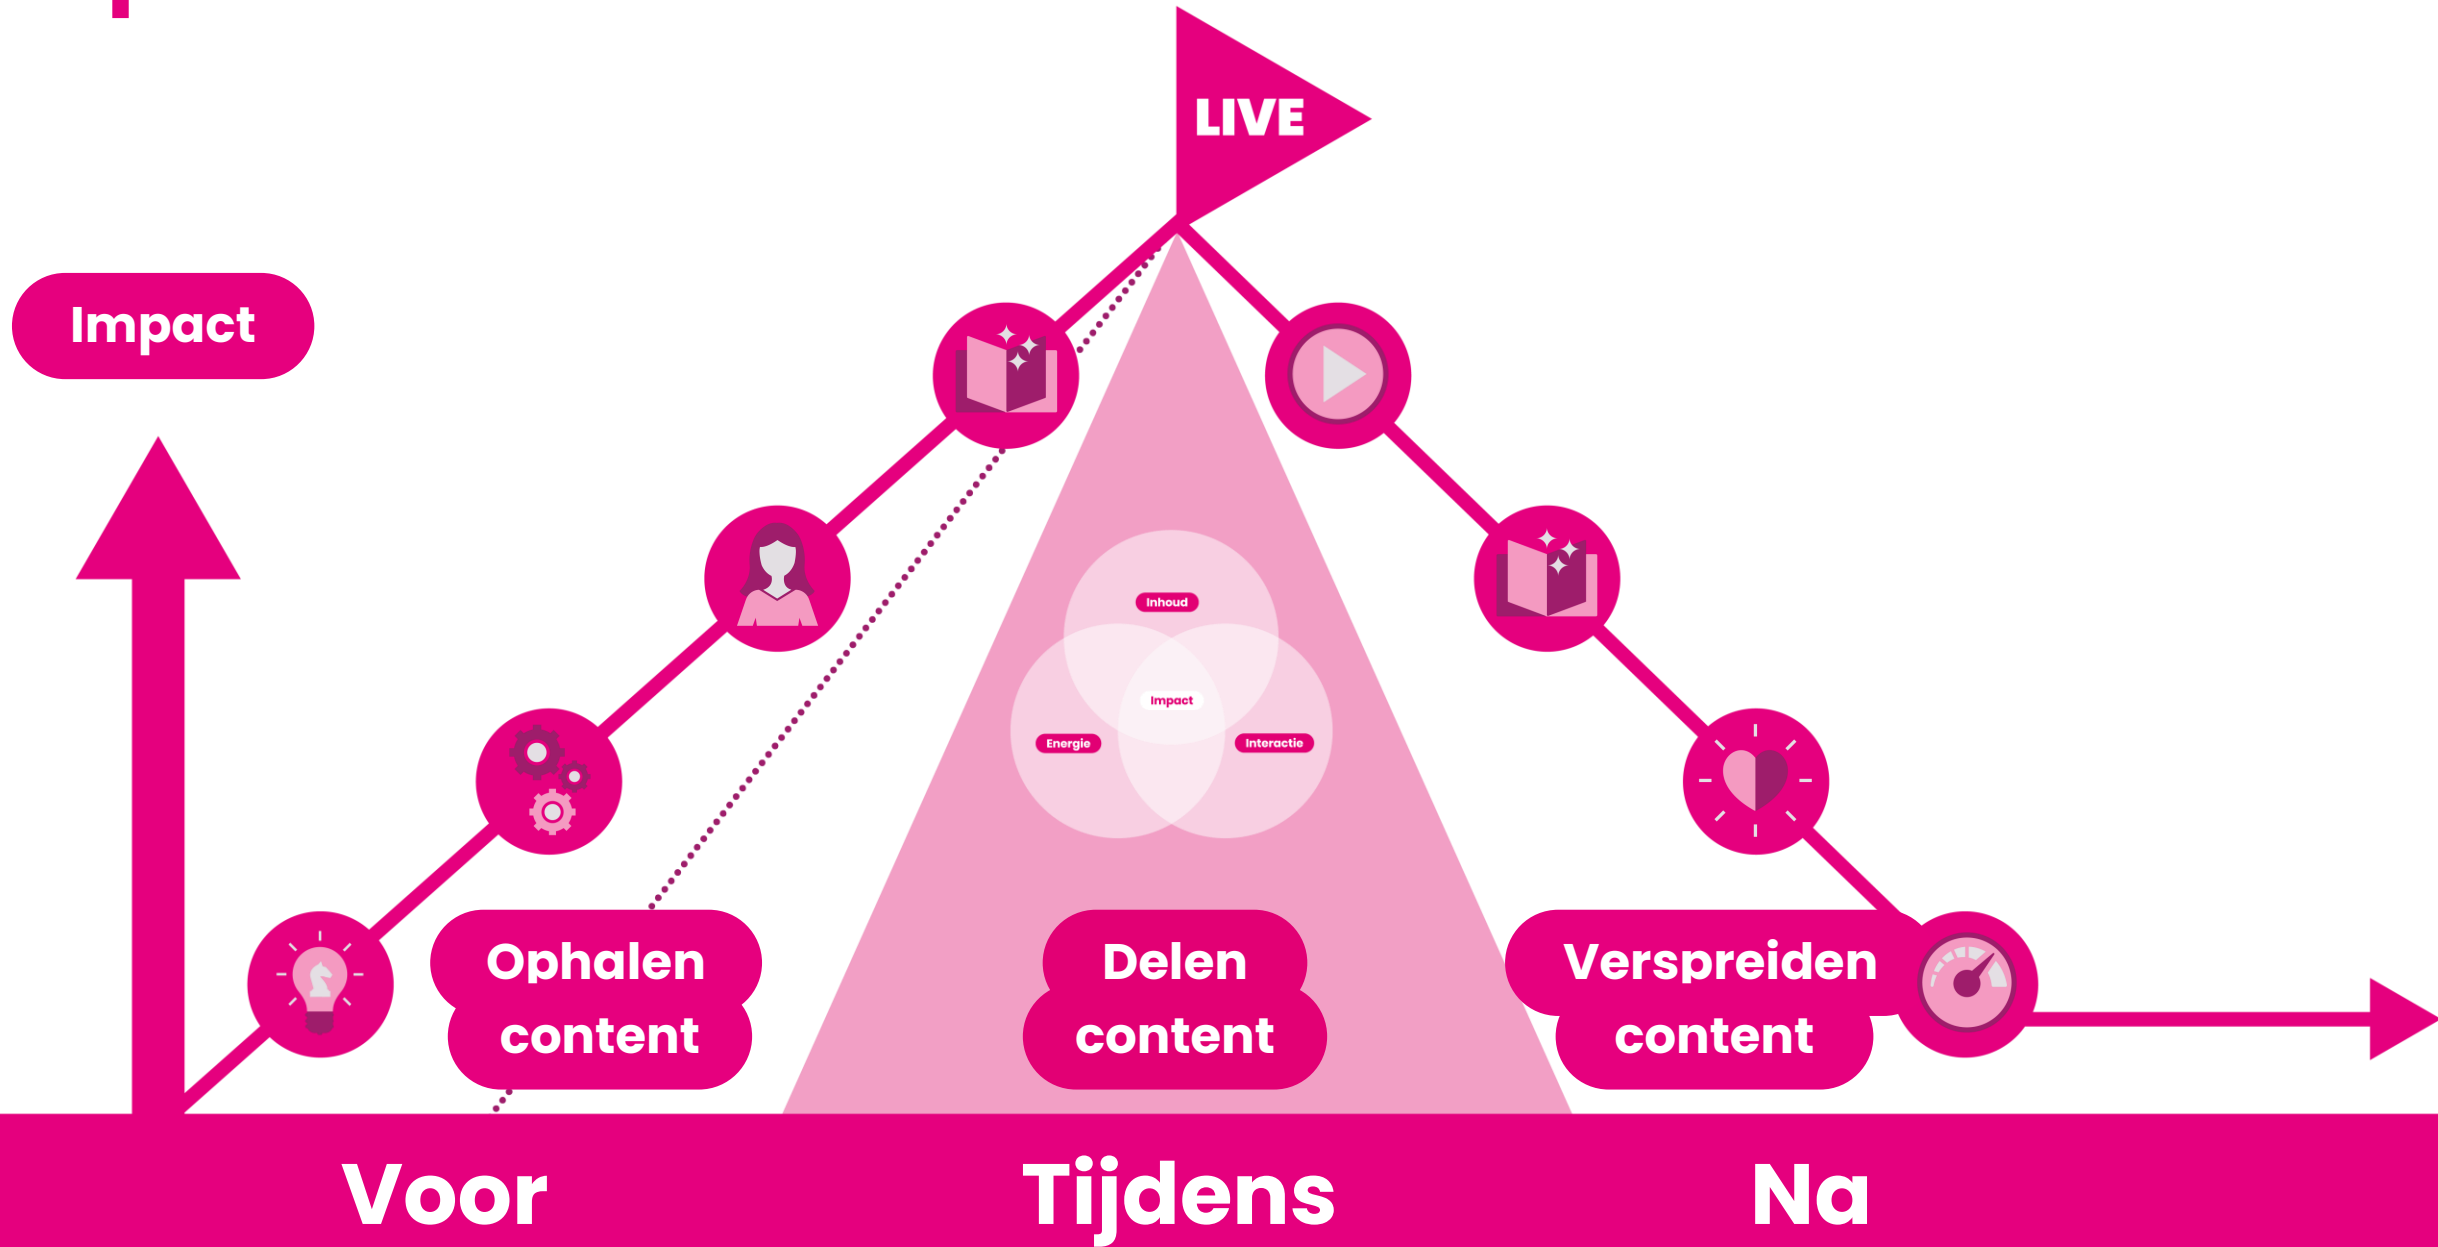 LIVE
Impact
Inhoud
Impact
Energie
Interactie
Ophalen
content
Delen
content
Verspreiden
content
Voor
Tijdens
Na